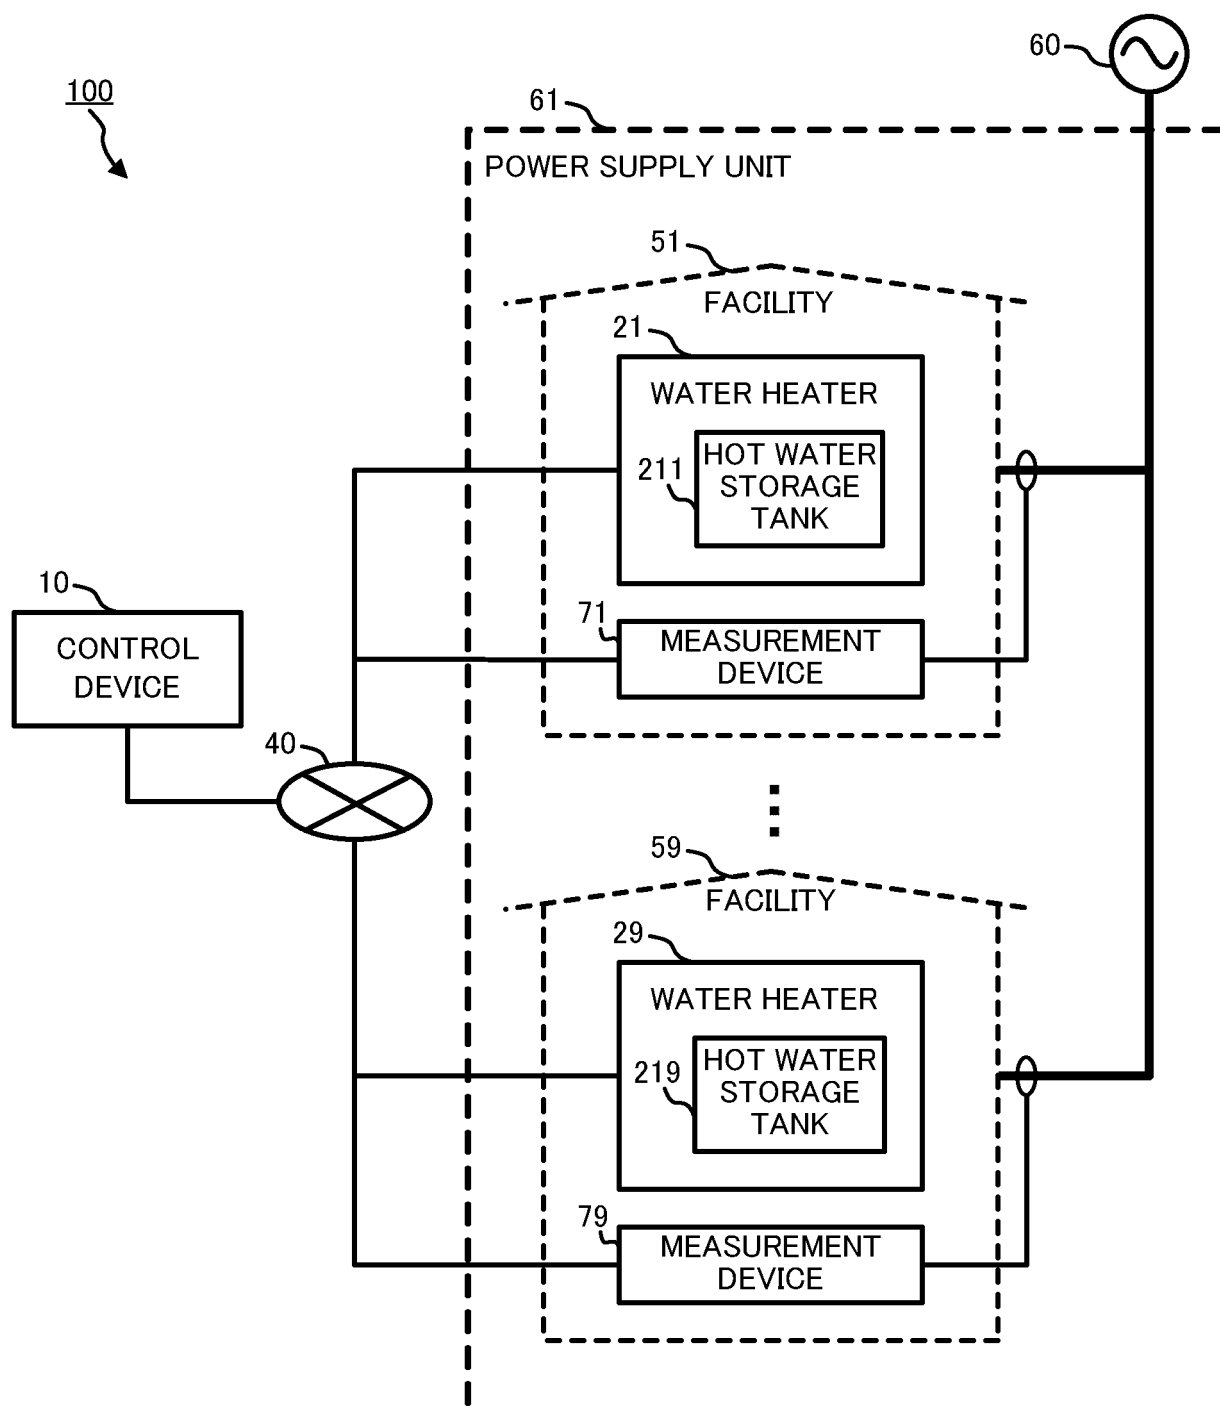 60
100
61
POWER SUPPLY UNIT
51
FACILITY
21
WATER HEATER
211
HOT WATER
STORAGE
TANK
10
CONTROL
DEVICE
71
MEASUREMENT
DEVICE
40
59
FACILITY
29
WATER HEATER
219
HOT WATER
STORAGE
TANK
79
MEASUREMENT
DEVICE